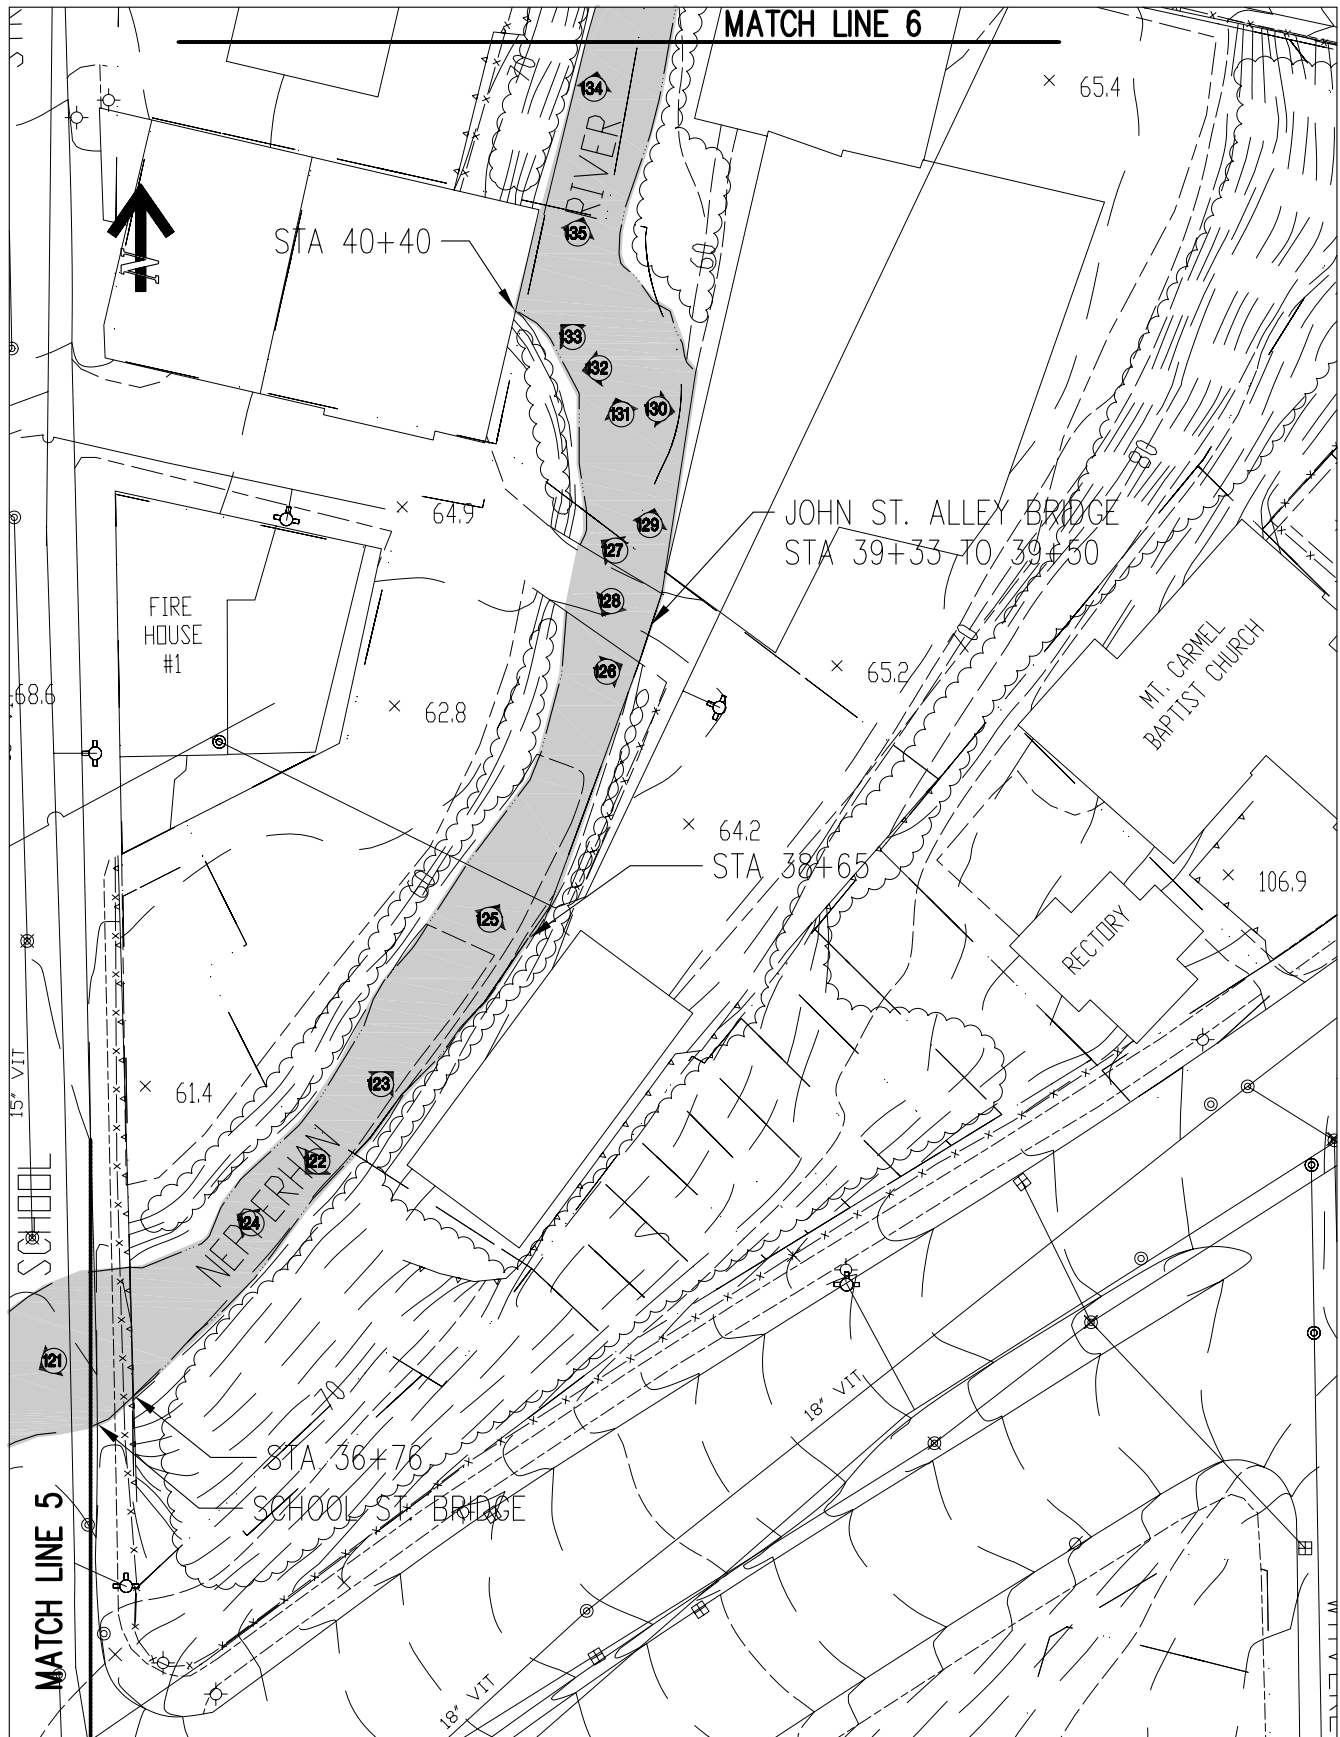 MATCH LINE 6
70
134
65.4
RIVER
135
60
STA 40+40
N
133
132
131
130
80
64.9
129
JOHN ST. ALLEY BRIDGE
STA 39+33 TO 39+50
127
128
FIRE
HOUSE
#1
70
MT. CARMEL
BAPTIST CHURCH
126
65.2
68.6
62.8
64.2
STA 38+65
60
106.9
125
RECTORY
15" VIT
61.4
123
122
NEPPERHAN
124
SCHOOL
121
70
18" VIT
STA 36+76
SCHOOL ST. BRIDGE
MATCH LINE 5
18" VIT